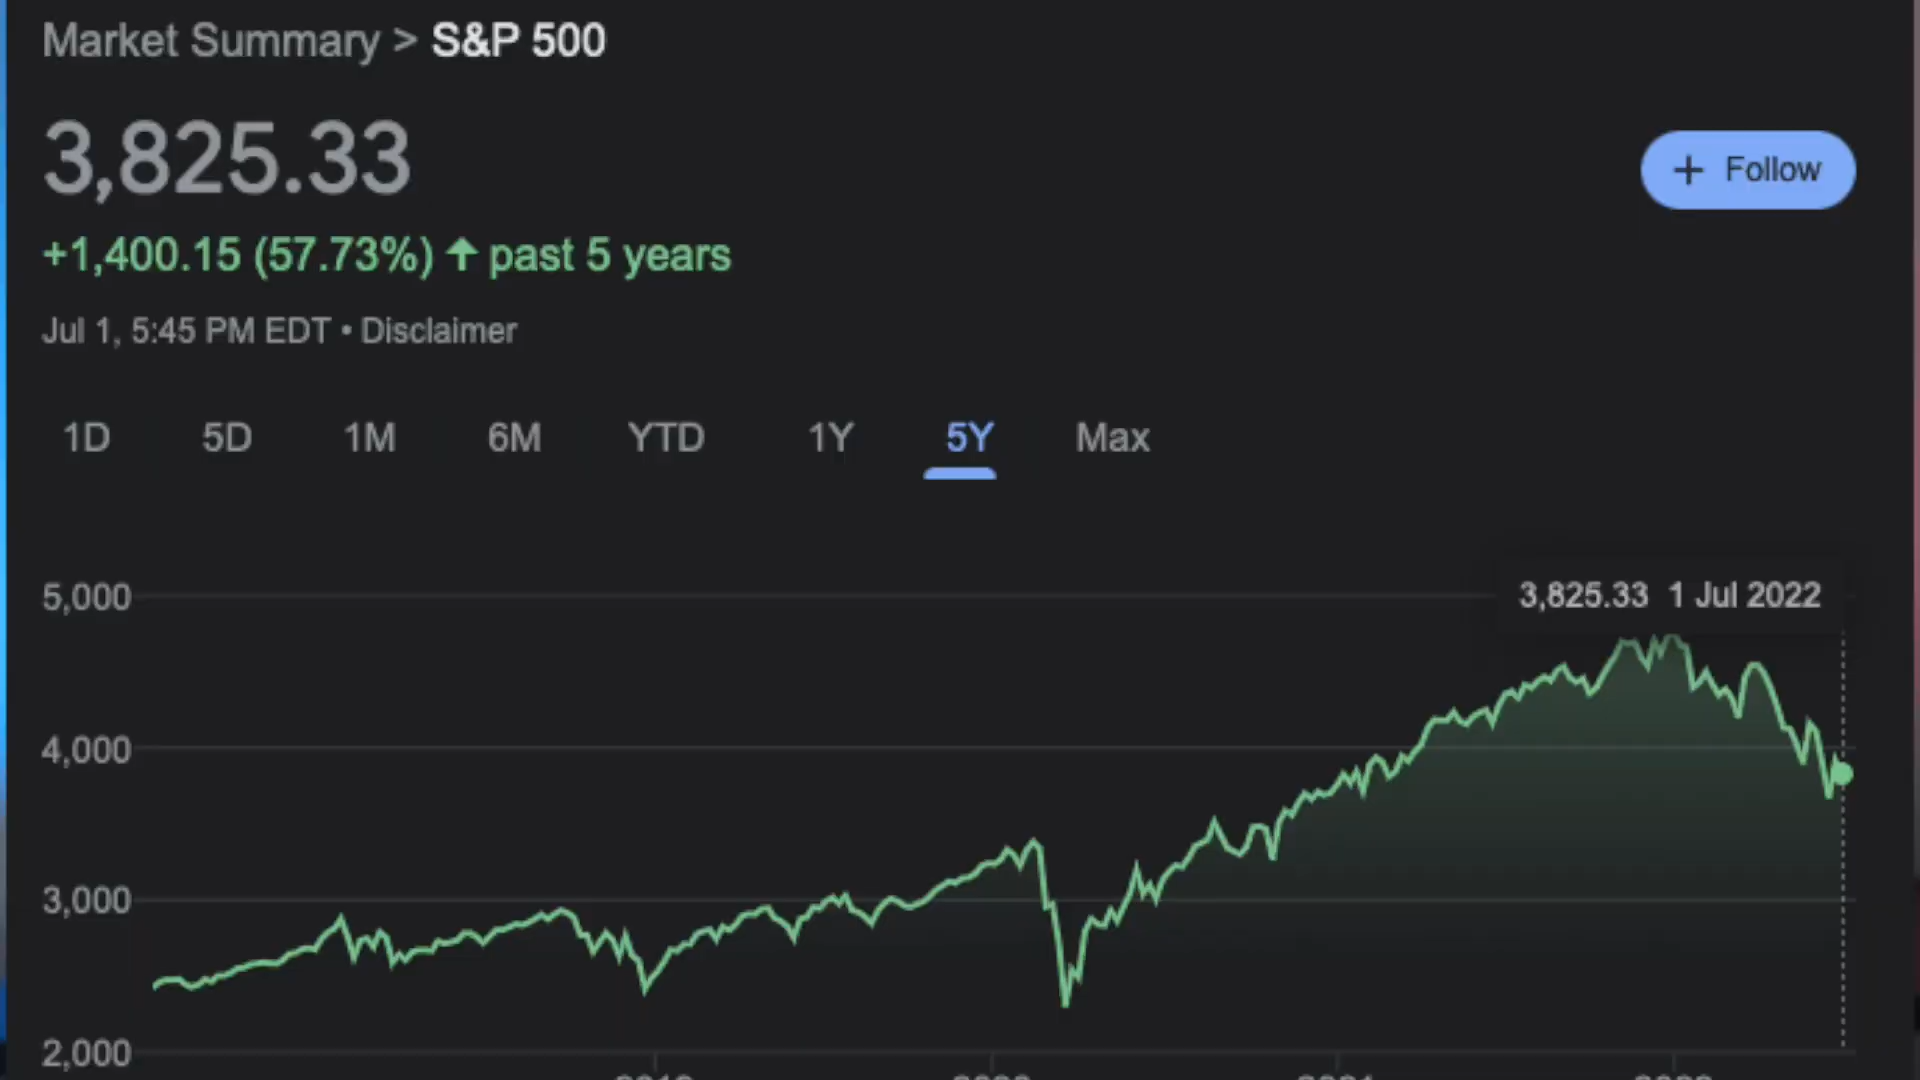 Market Summary > S&P 500
3,825.33
+ Follow
+1,400.15 (57.73%) ↑ past 5 years
Jul 1, 5:45 PM EDT • Disclaimer
1D 5D 1M 6M YTD 1Y 5Y Max
5,000
3,825.33 1 Jul 2022
4,000
3,000
2,000